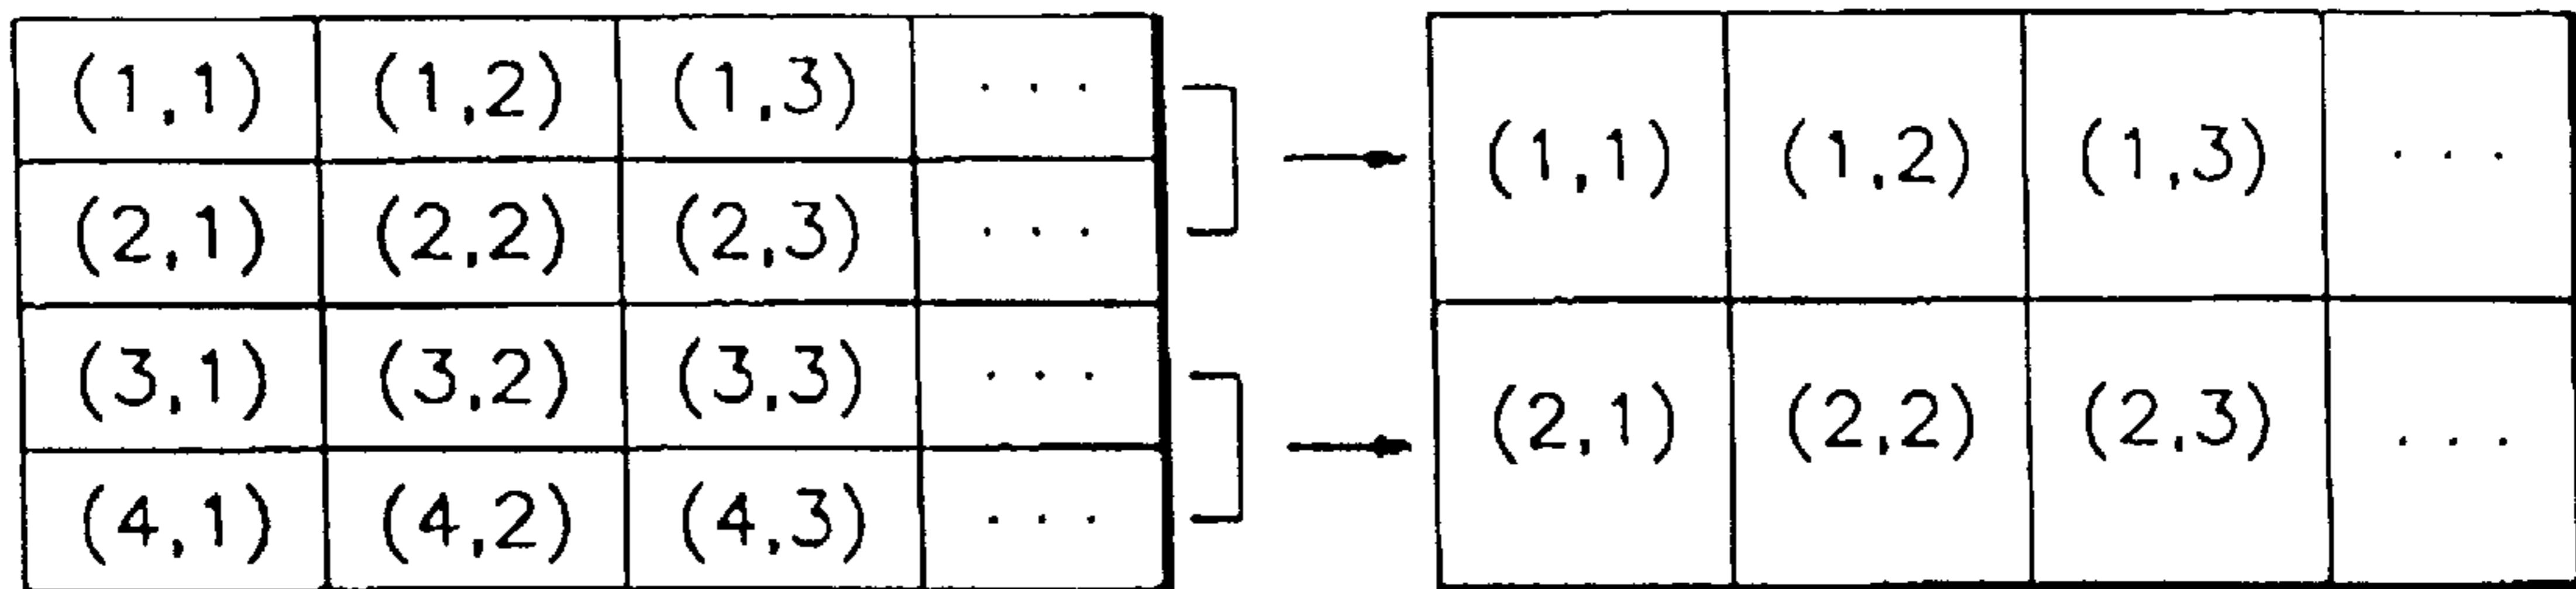 (1,1) (1,2) (1,3) ...
(2,1) (2,2) (2,3) ...
(3,1) (3,2) (3,3) ...
(4,1) (4,2) (4,3) ...
(1,1) (1,2) (1,3) ...
(2,1) (2,2) (2,3) ...